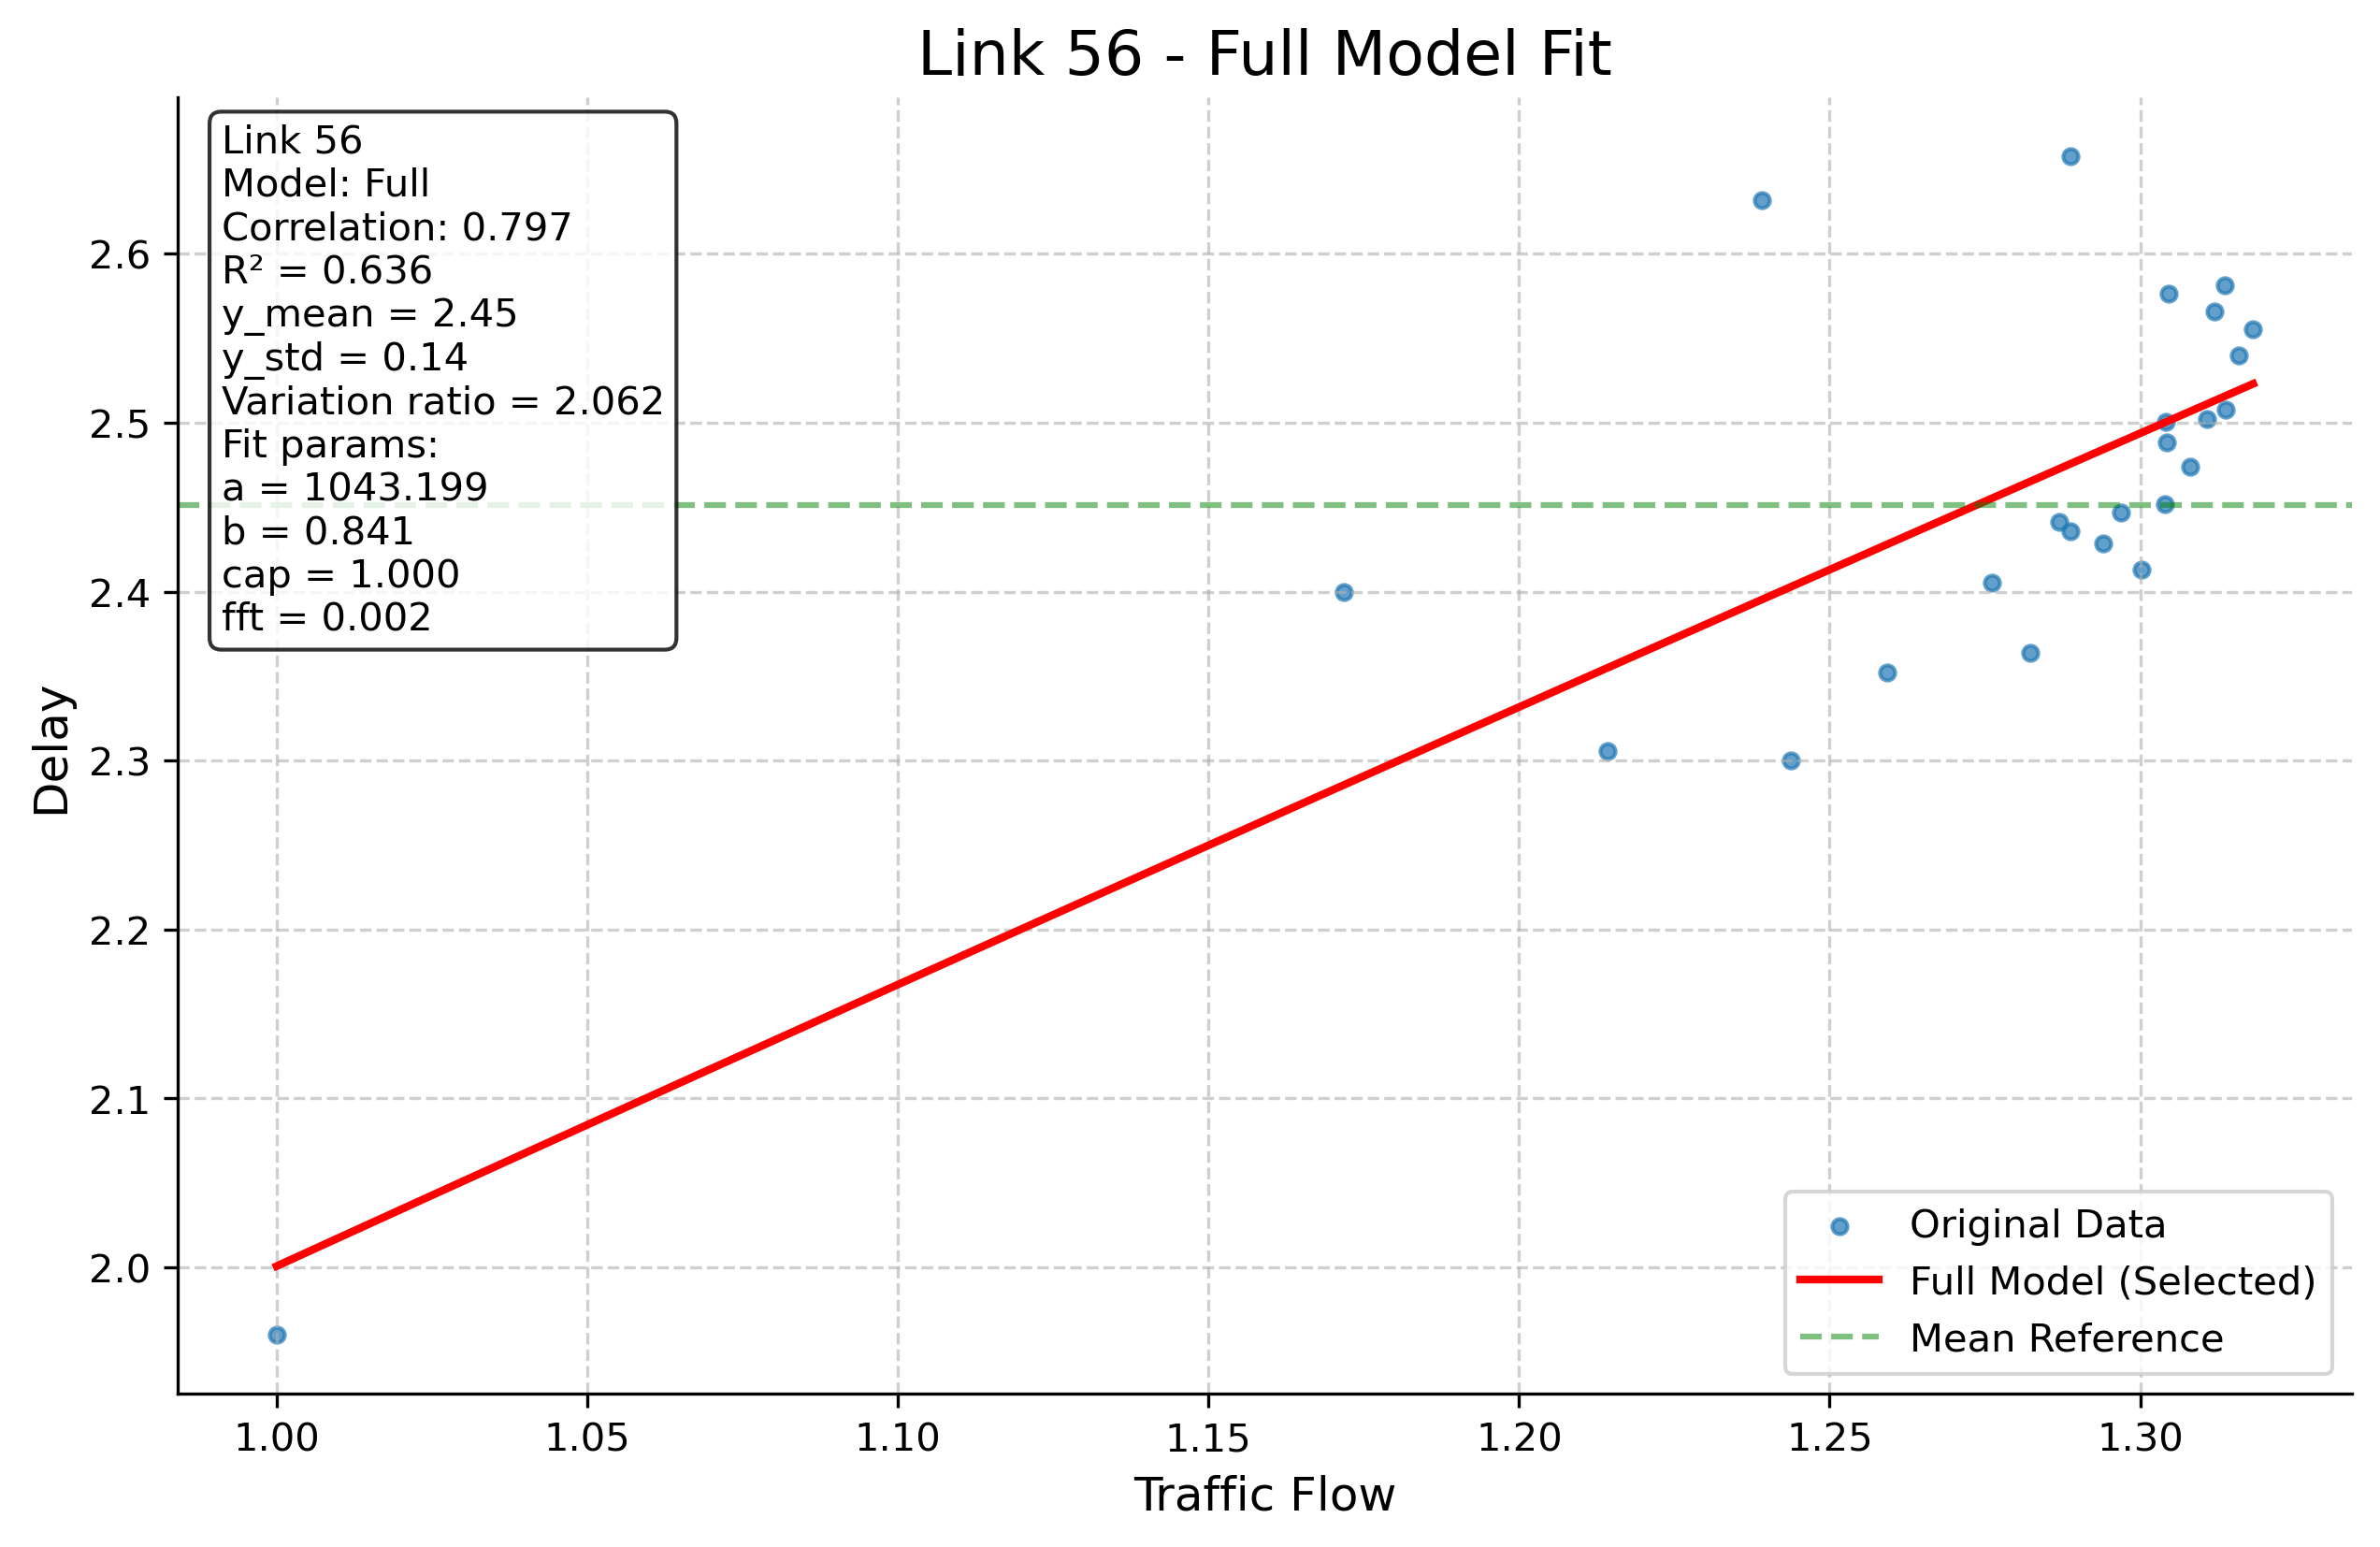 Link 56 - Full Model Fit
Link 56
Model: Full
Correlation: 0.797
R² = 0.636
y_mean = 2.45
y_std = 0.14
Variation ratio = 2.062
Fit params:
a = 1043.199
b = 0.841
cap = 1.000
fft = 0.002
Delay
2.6
2.5
2.4
2.3
2.2
2.1
2.0
Original Data
Full Model (Selected)
Mean Reference
1.00 1.05 1.10 1.15 1.20 1.25 1.30
Traffic Flow